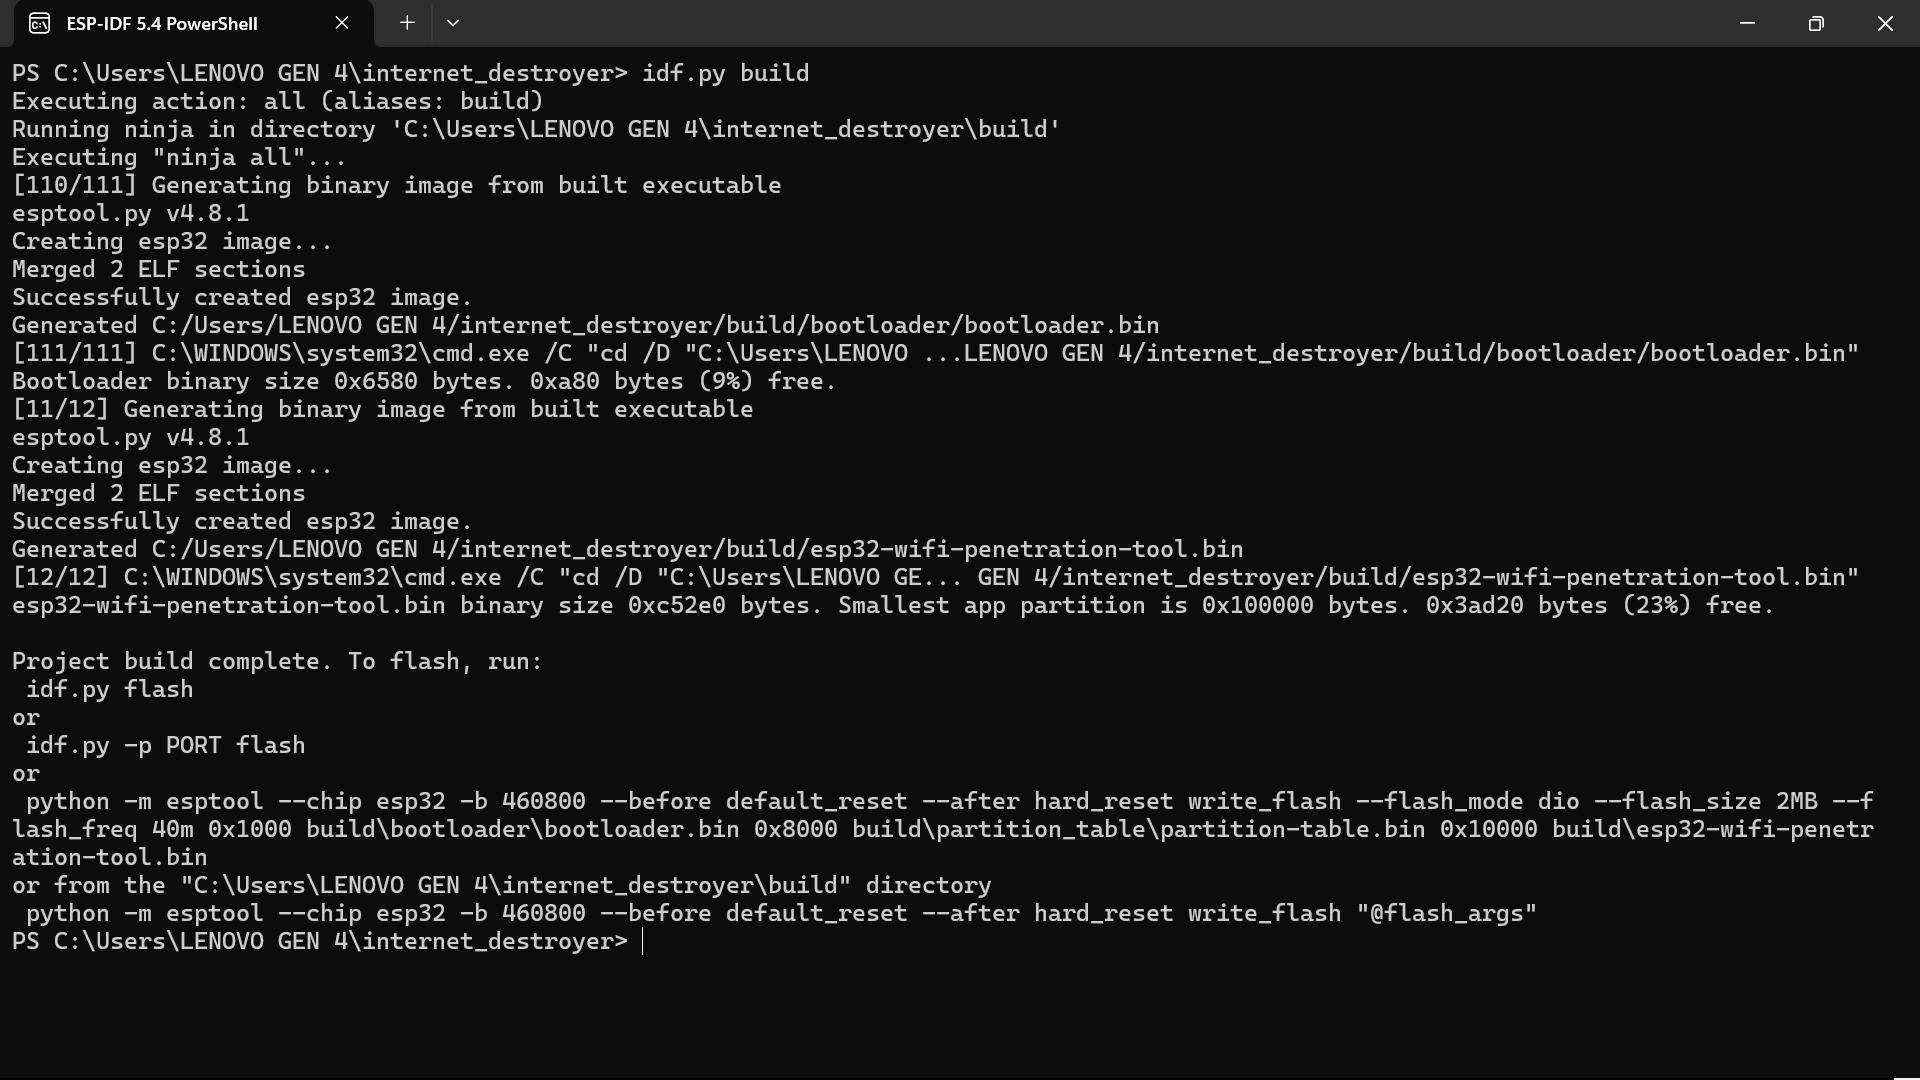 ESP-IDF 5.4 PowerShell
PS C:\Users\LENOVO GEN 4\internet_destroyer> idf.py build
Executing action: all (aliases: build)
Running ninja in directory 'C:\Users\LENOVO GEN 4\internet_destroyer\build'
Executing "ninja all"...
[110/111] Generating binary image from built executable
esptool.py v4.8.1
Creating esp32 image...
Merged 2 ELF sections
Successfully created esp32 image.
Generated C:/Users/LENOVO GEN 4/internet_destroyer/build/bootloader/bootloader.bin
[111/111] C:\WINDOWS\system32\cmd.exe /C "cd /D "C:\Users\LENOVO ...LENOVO GEN 4/internet_destroyer/build/bootloader/bootloader.bin"
Bootloader binary size 0x6580 bytes. 0xa80 bytes (9%) free.
[11/12] Generating binary image from built executable
esptool.py v4.8.1
Creating esp32 image...
Merged 2 ELF sections
Successfully created esp32 image.
Generated C:/Users/LENOVO GEN 4/internet_destroyer/build/esp32-wifi-penetration-tool.bin
[12/12] C:\WINDOWS\system32\cmd.exe /C "cd /D "C:\Users\LENOVO GE... GEN 4/internet_destroyer/build/esp32-wifi-penetration-tool.bin"
esp32-wifi-penetration-tool.bin binary size 0xc52e0 bytes. Smallest app partition is 0x100000 bytes. 0x3ad20 bytes (23%) free.
Project build complete. To flash, run:
 idf.py flash
or
 idf.py -p PORT flash
or
 python -m esptool --chip esp32 -b 460800 --before default_reset --after hard_reset write_flash --flash_mode dio --flash_size 2MB --f
lash_freq 40m 0x1000 build\bootloader\bootloader.bin 0x8000 build\partition_table\partition-table.bin 0x10000 build\esp32-wifi-penetr
ation-tool.bin
or from the "C:\Users\LENOVO GEN 4\internet_destroyer\build" directory
 python -m esptool --chip esp32 -b 460800 --before default_reset --after hard_reset write_flash "@flash_args"
PS C:\Users\LENOVO GEN 4\internet_destroyer>